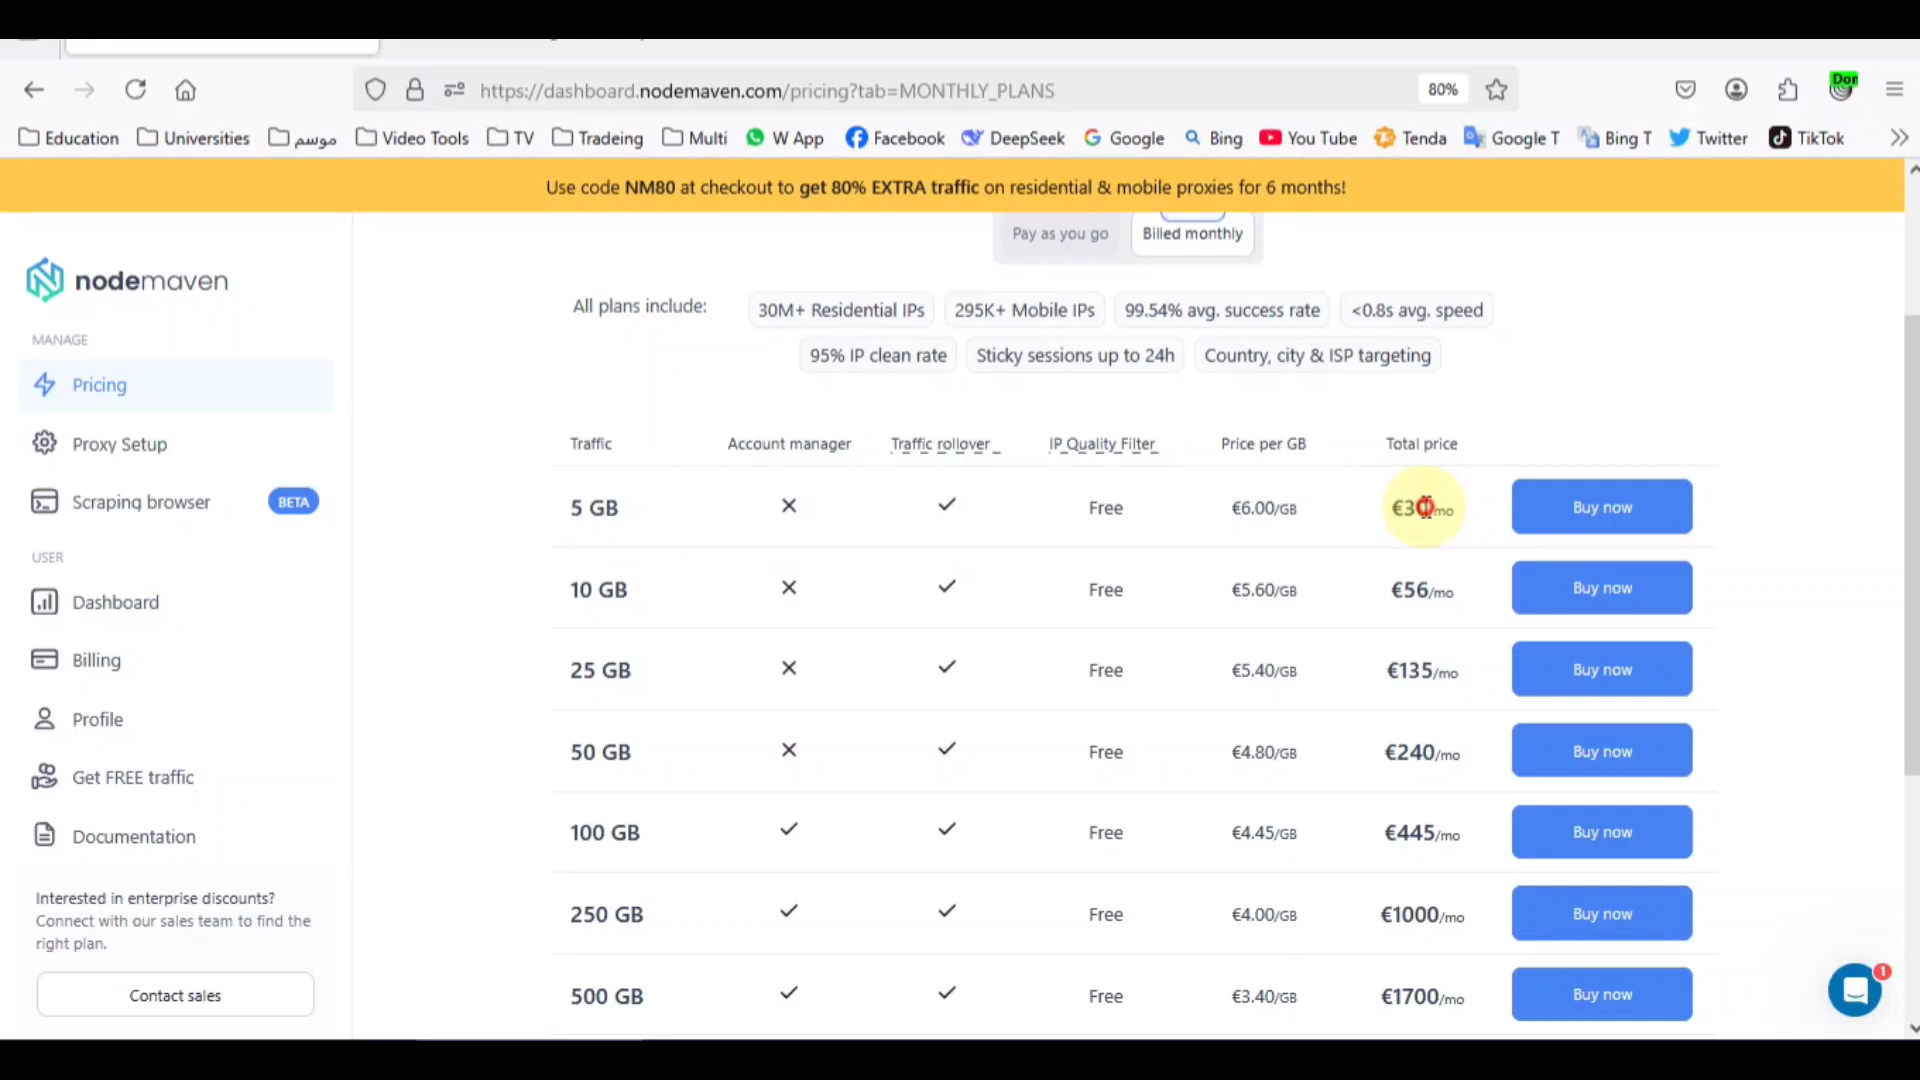 https://dashboard.nodemaven.com/pricing?tab=MONTHLY_PLANS
80%
Dor
Education
Universities
موسم
Video Tools
TV
Tradeing
Multi
W App
Facebook
DeepSeek
Google
Bing
You Tube
Tenda
Google T
Bing T
Twitter
TikTok
Use code NM80 at checkout to get 80% EXTRA traffic on residential & mobile proxies for 6 months!
nodemaven
MANAGE
Pricing
Proxy Setup
Scraping browser BETA
USER
Dashboard
Billing
Profile
Get FREE traffic
Documentation
Interested in enterprise discounts?
Connect with our sales team to find the
right plan.
Contact sales
Pay as you go
Billed monthly
All plans include:
30M+ Residential IPs
295K+ Mobile IPs
99.54% avg. success rate
<0.8s avg. speed
95% IP clean rate
Sticky sessions up to 24h
Country, city & ISP targeting
Traffic Account manager Traffic rollover IP Quality Filter Price per GB Total price
5 GB Free €6.00/GB €30/mo Buy now
10 GB Free €5.60/GB €56/mo Buy now
25 GB Free €5.40/GB €135/mo Buy now
50 GB Free €4.80/GB €240/mo Buy now
100 GB Free €4.45/GB €445/mo Buy now
250 GB Free €4.00/GB €1000/mo Buy now
500 GB Free €3.40/GB €1700/mo Buy now
1